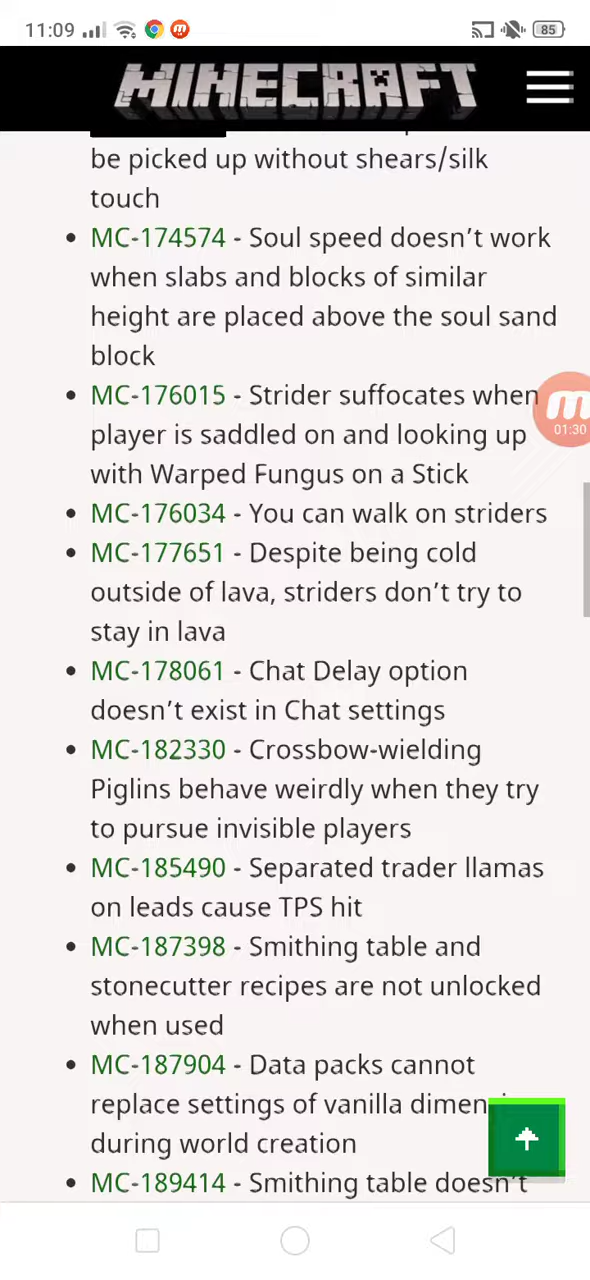 11:09
85
MINECRAFT
be picked up without shears/silk
touch
MC-174574 - Soul speed doesn’t work
when slabs and blocks of similar
height are placed above the soul sand
block
MC-176015 - Strider suffocates when
player is saddled on and looking up
with Warped Fungus on a Stick
01:30
MC-176034 - You can walk on striders
MC-177651 - Despite being cold
outside of lava, striders don’t try to
stay in lava
MC-178061 - Chat Delay option
doesn’t exist in Chat settings
MC-182330 - Crossbow-wielding
Piglins behave weirdly when they try
to pursue invisible players
MC-185490 - Separated trader llamas
on leads cause TPS hit
MC-187398 - Smithing table and
stonecutter recipes are not unlocked
when used
MC-187904 - Data packs cannot
replace settings of vanilla
during world creation
MC-189414 - Smithing table doesn’t